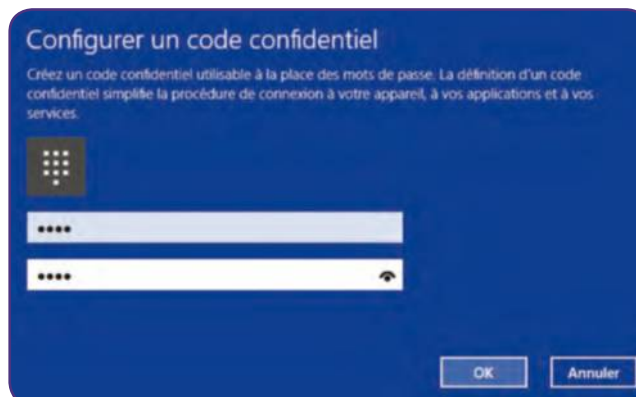 Configurer un code confidentiel
Créez un code confidentiel utilisable à la place des mots de passe. La définition d'un code
confidentiel simplifie la procédure de connexion à votre appareil, à vos applications et à vos
services.
••••
••••
OK
Annuler